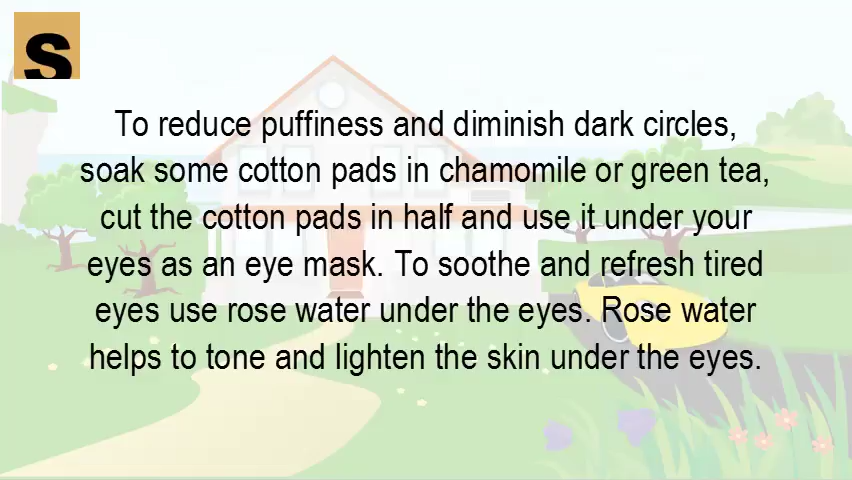 S
To reduce puffiness and diminish dark circles,
soak some cotton pads in chamomile or green tea,
cut the cotton pads in half and use it under your
eyes as an eye mask. To soothe and refresh tired
eyes use rose water under the eyes. Rose water
helps to tone and lighten the skin under the eyes.